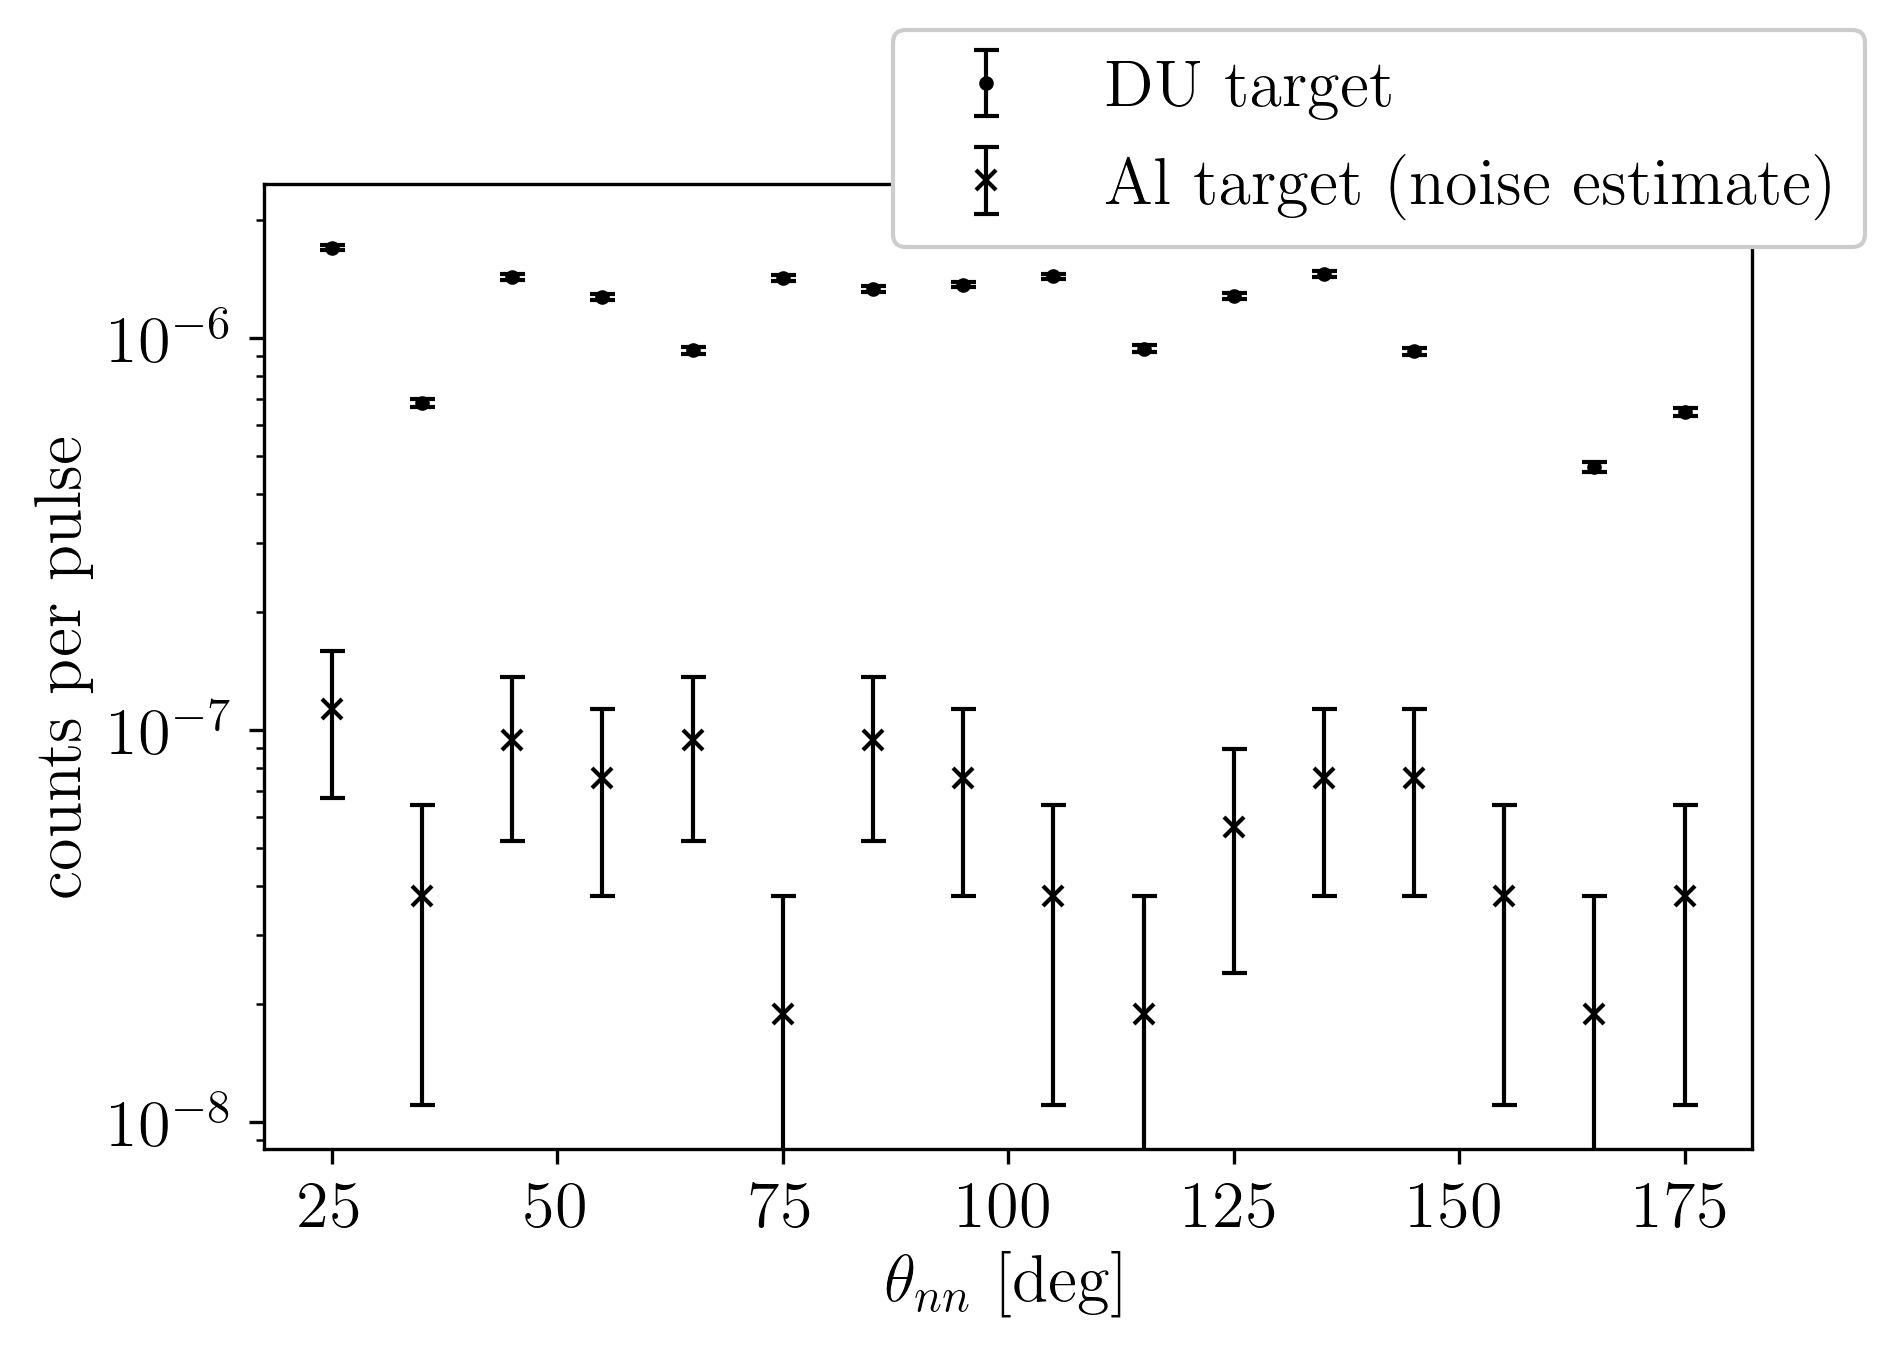 DU target
Al target (noise estimate)
counts per pulse
10⁻⁶
10⁻⁷
10⁻⁸
25 50 75 100 125 150 175
θₙₙ [deg]